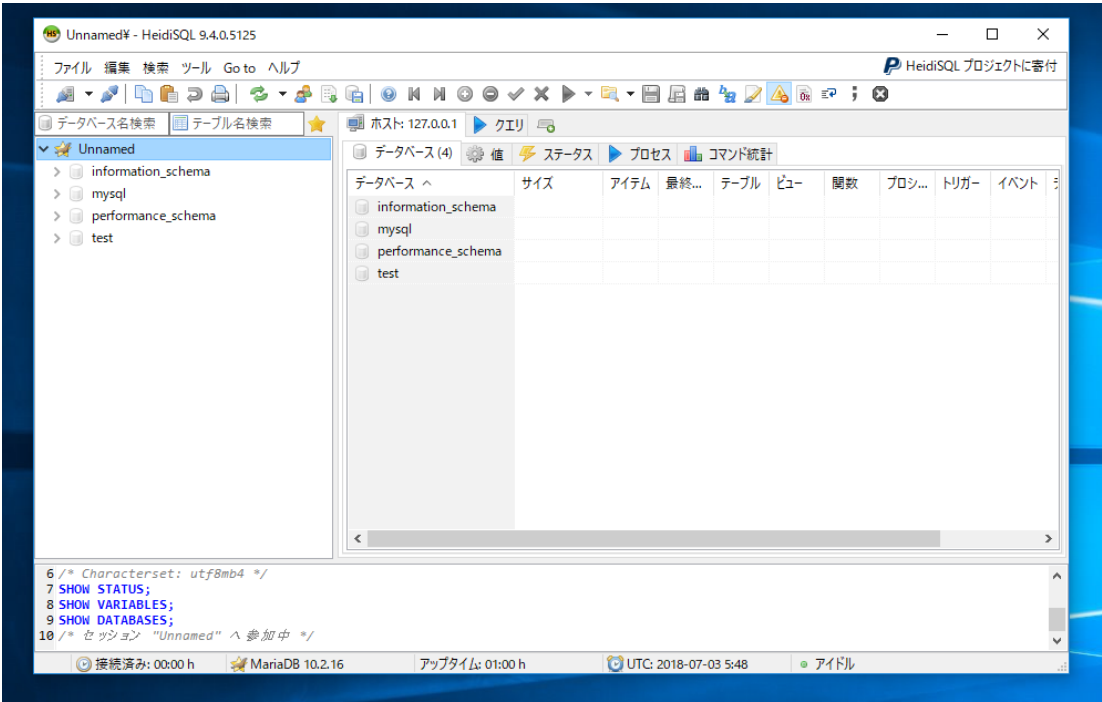 Unnamed¥ - HeidiSQL 9.4.0.5125
ファイル 編集 検索 ツール Go to ヘルプ HeidiSQL プロジェクトに寄付
データベース名検索 テーブル名検索 ホスト: 127.0.0.1 クエリ
Unnamed データベース (4) 値 ステータス プロセス コマンド統計
information_schema
mysql
performance_schema
test
データベース サイズ アイテム 最終... テーブル ビュー 関数 プロシ... トリガー イベント
information_schema
mysql
performance_schema
test
6 /* Characterset: utf8mb4 */
7 SHOW STATUS;
8 SHOW VARIABLES;
9 SHOW DATABASES;
10 /* セッション "Unnamed" へ参加中 */
接続済み: 00:00 h MariaDB 10.2.16 アップタイム: 01:00 h UTC: 2018-07-03 5:48 アイドル